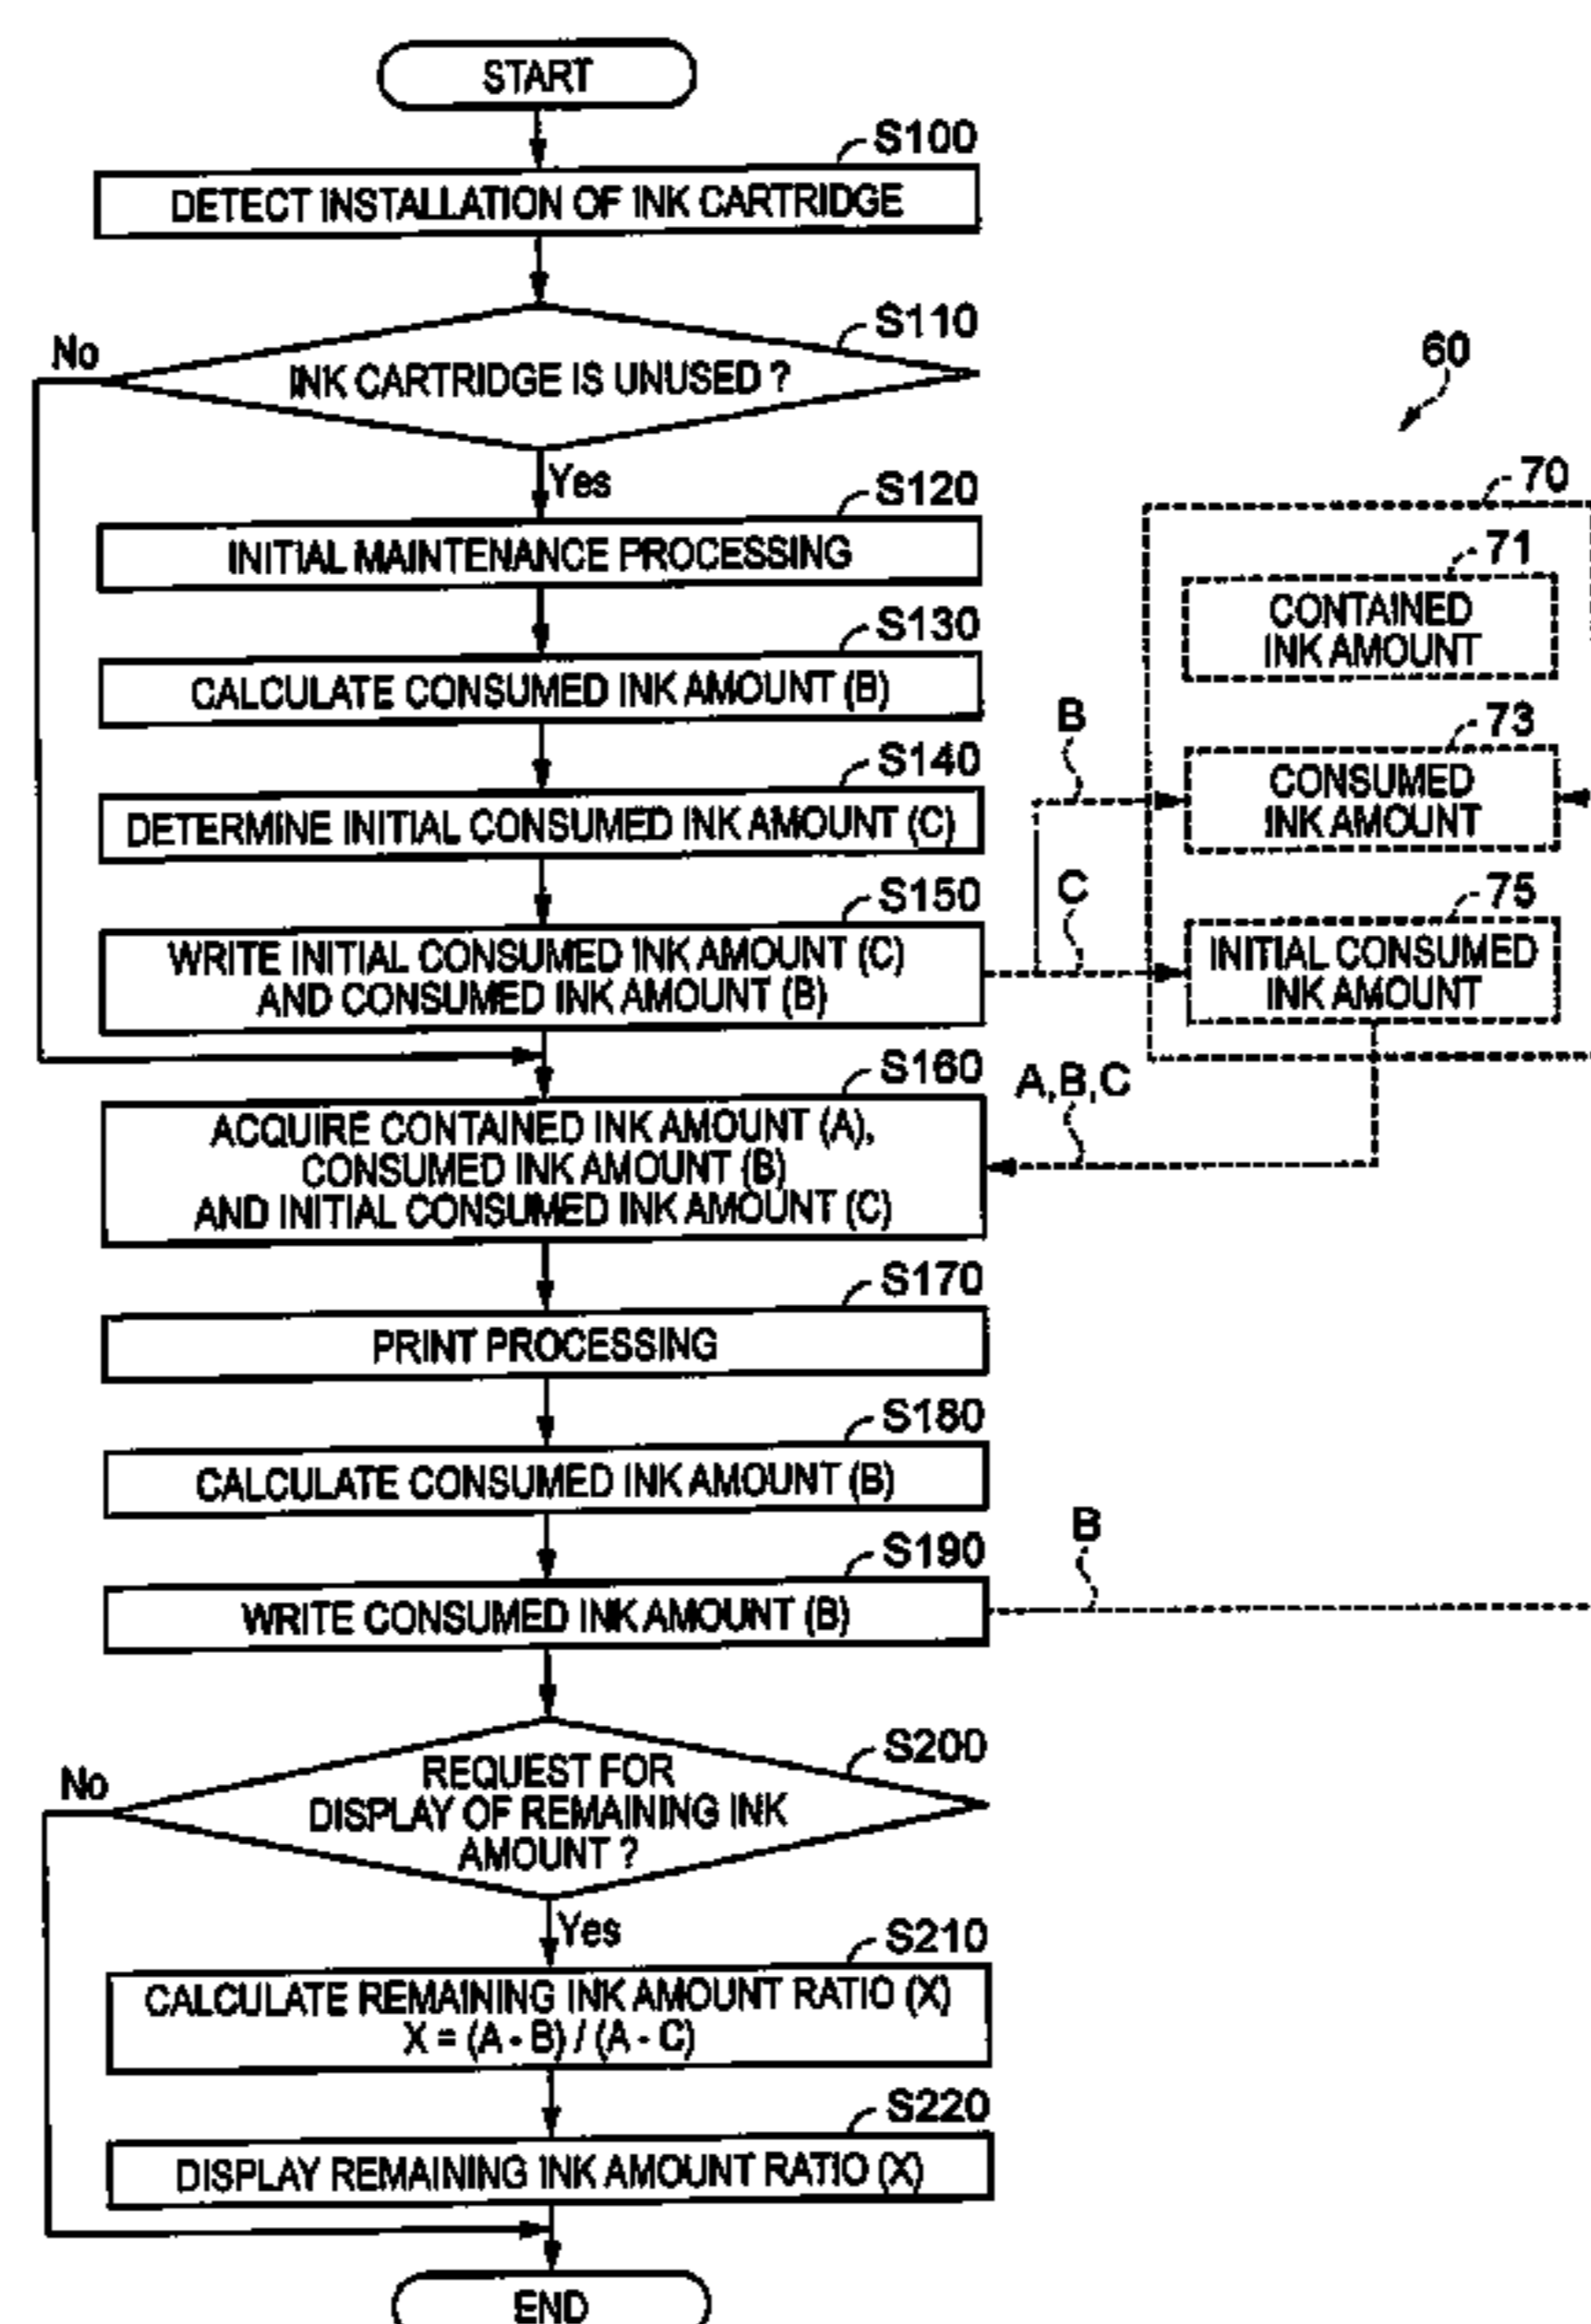 START
S100
DETECT INSTALLATION OF INK CARTRIDGE
S110
No
INK CARTRIDGE IS UNUSED ?
Yes
S120
INITIAL MAINTENANCE PROCESSING
S130
CALCULATE CONSUMED INK AMOUNT (B)
S140
DETERMINE INITIAL CONSUMED INK AMOUNT (C)
S150
WRITE INITIAL CONSUMED INK AMOUNT (C)
AND CONSUMED INK AMOUNT (B)
60
70
71
CONTAINED
INK AMOUNT
B
73
CONSUMED
INK AMOUNT
C
75
INITIAL CONSUMED
INK AMOUNT
A,B,C
S160
ACQUIRE CONTAINED INK AMOUNT (A),
CONSUMED INK AMOUNT (B)
AND INITIAL CONSUMED INK AMOUNT (C)
S170
PRINT PROCESSING
S180
CALCULATE CONSUMED INK AMOUNT (B)
S190
WRITE CONSUMED INK AMOUNT (B)
B
S200
No
REQUEST FOR
DISPLAY OF REMAINING INK
AMOUNT ?
Yes
S210
CALCULATE REMAINING INK AMOUNT RATIO (X)
X = (A - B) / (A - C)
S220
DISPLAY REMAINING INK AMOUNT RATIO (X)
END